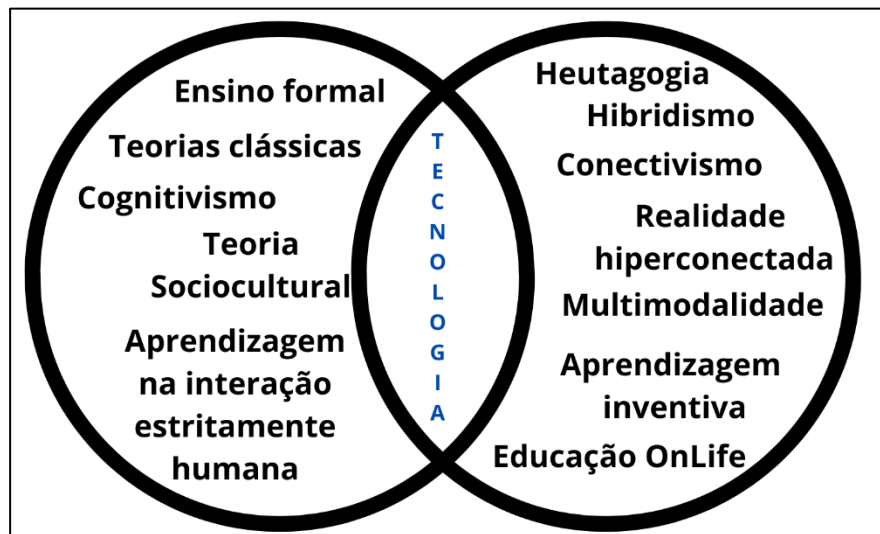 Ensino formal
Teorias clássicas
Cognitivismo
Teoria
Sociocultural
Aprendizagem
na interação
estritamente
humana
T
E
C
N
O
L
O
G
I
A
Heutagogia
Hibridismo
Conectivismo
Realidade
hiperconectada
Multimodalidade
Aprendizagem
inventiva
Educação OnLife